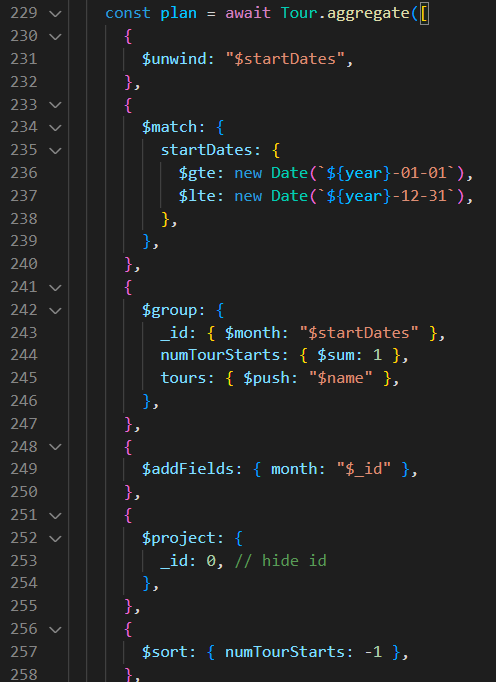 229 const plan = await Tour.aggregate([
230 {
231 $unwind: "$startDates",
232 },
233 {
234 $match: {
235 startDates: {
236 $gte: new Date(`${year}-01-01`),
237 $lte: new Date(`${year}-12-31`),
238 },
239 },
240 },
241 {
242 $group: {
243 _id: { $month: "$startDates" },
244 numTourStarts: { $sum: 1 },
245 tours: { $push: "$name" },
246 },
247 },
248 {
249 $addFields: { month: "$_id" },
250 },
251 {
252 $project: {
253 _id: 0, // hide id
254 },
255 },
256 {
257 $sort: { numTourStarts: -1 },
258 },